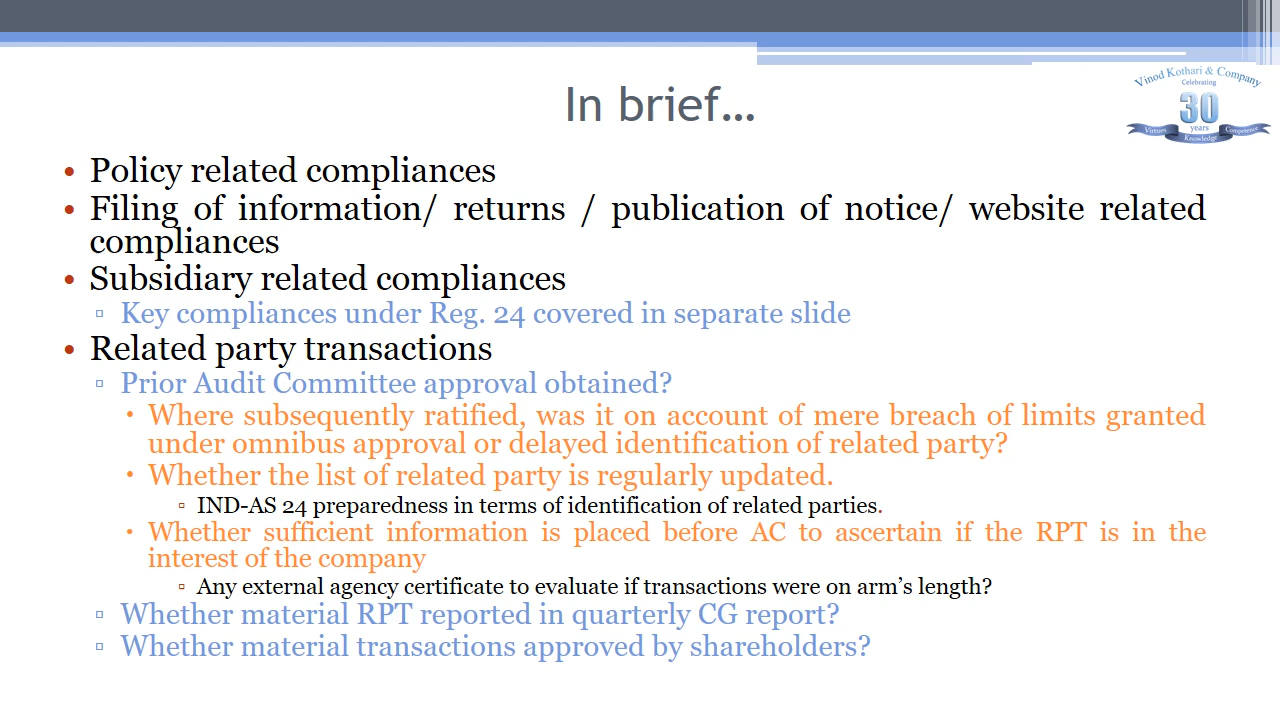 Vinod Kothari & Company
Celebrating
30
years
Virtues
Knowledge
Competence
In brief…
• Policy related compliances
• Filing of information/ returns / publication of notice/ website related
compliances
• Subsidiary related compliances
▫ Key compliances under Reg. 24 covered in separate slide
• Related party transactions
▫ Prior Audit Committee approval obtained?
• Where subsequently ratified, was it on account of mere breach of limits granted
under omnibus approval or delayed identification of related party?
• Whether the list of related party is regularly updated.
▫ IND-AS 24 preparedness in terms of identification of related parties.
• Whether sufficient information is placed before AC to ascertain if the RPT is in the
interest of the company
▫ Any external agency certificate to evaluate if transactions were on arm’s length?
▫ Whether material RPT reported in quarterly CG report?
▫ Whether material transactions approved by shareholders?